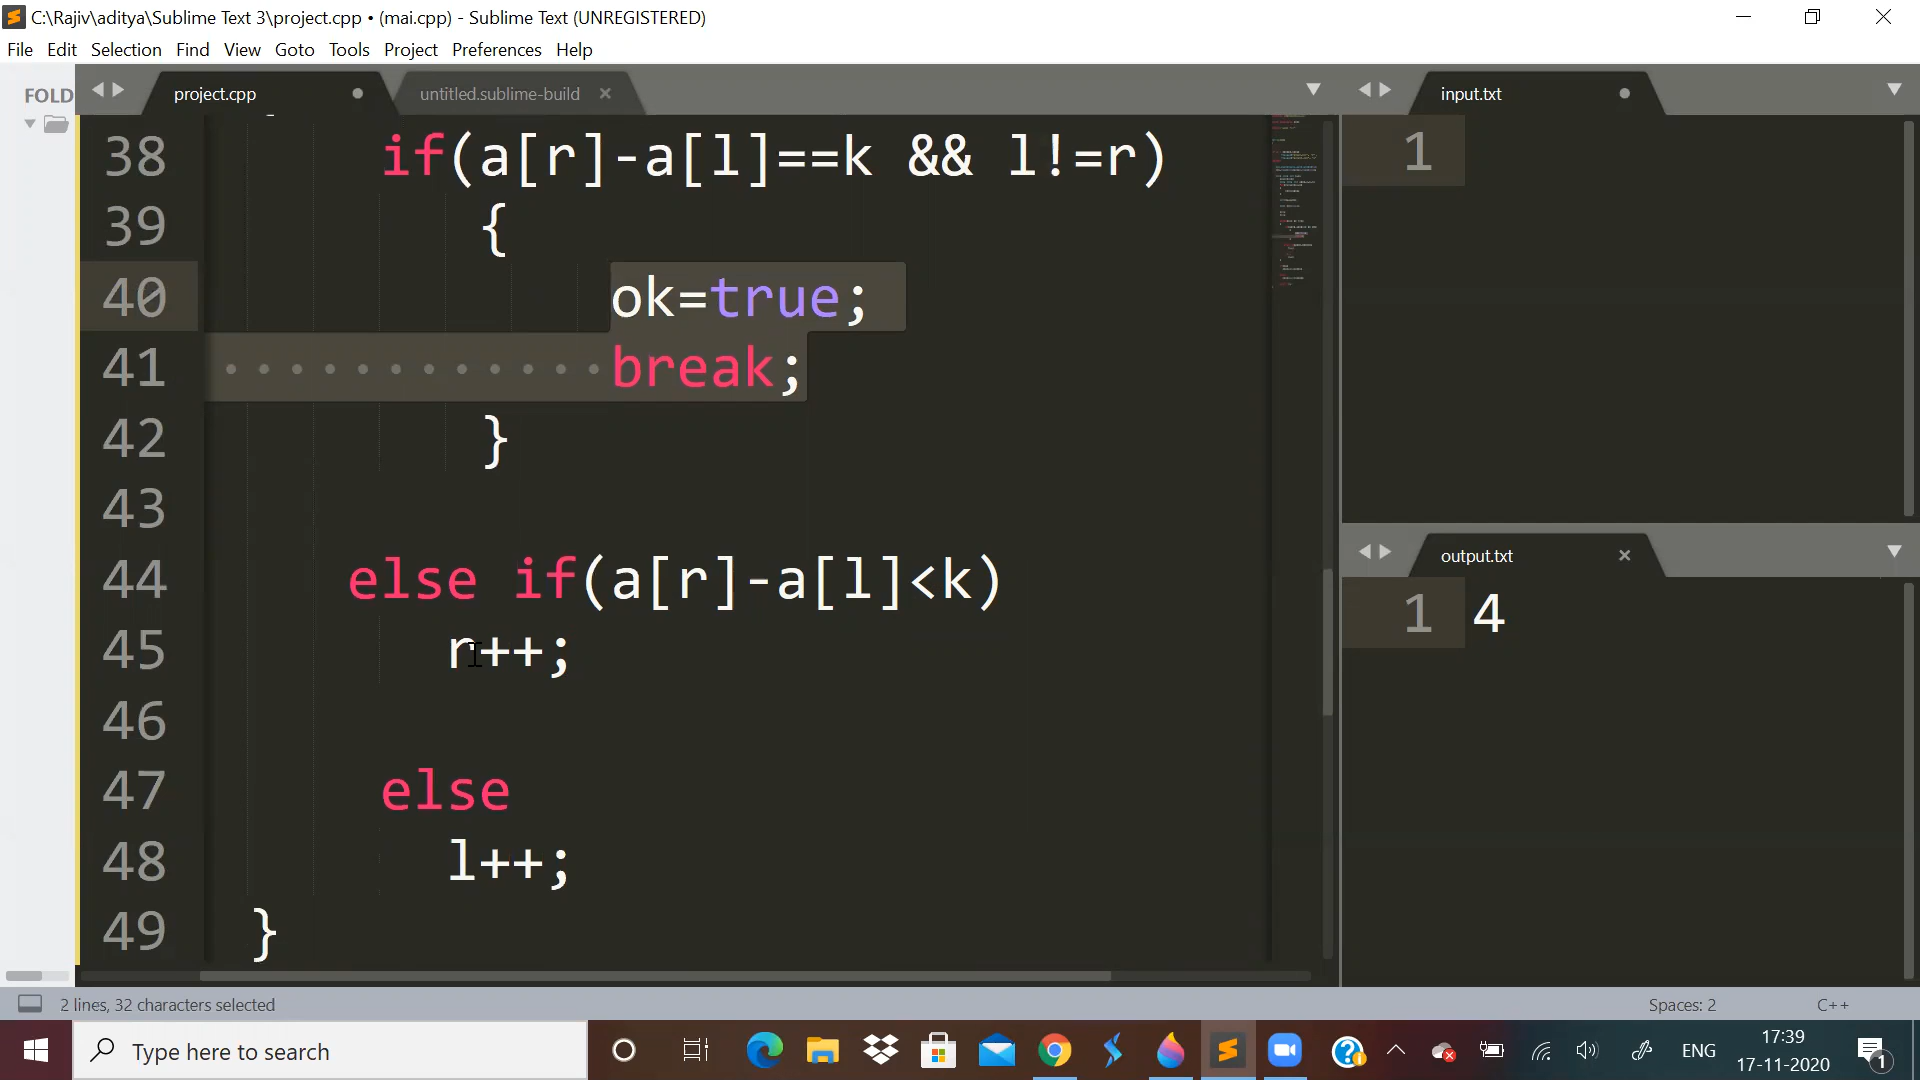 C:\Rajiv\aditya\Sublime Text 3\project.cpp • (mai.cpp) - Sublime Text (UNREGISTERED)
File Edit Selection Find View Goto Tools Project Preferences Help
FOLD
project.cpp
untitled.sublime-build
38 if(a[r]-a[l]==k && l!=r)
39 {
40 ok=true;
41 break;
42 }
43
44 else if(a[r]-a[l]<k)
45 r++;
46
47 else
48 l++;
49 }
input.txt
1
output.txt
1 4
2 lines, 32 characters selected
Spaces: 2
C++
Type here to search
ENG
17:39
17-11-2020
1